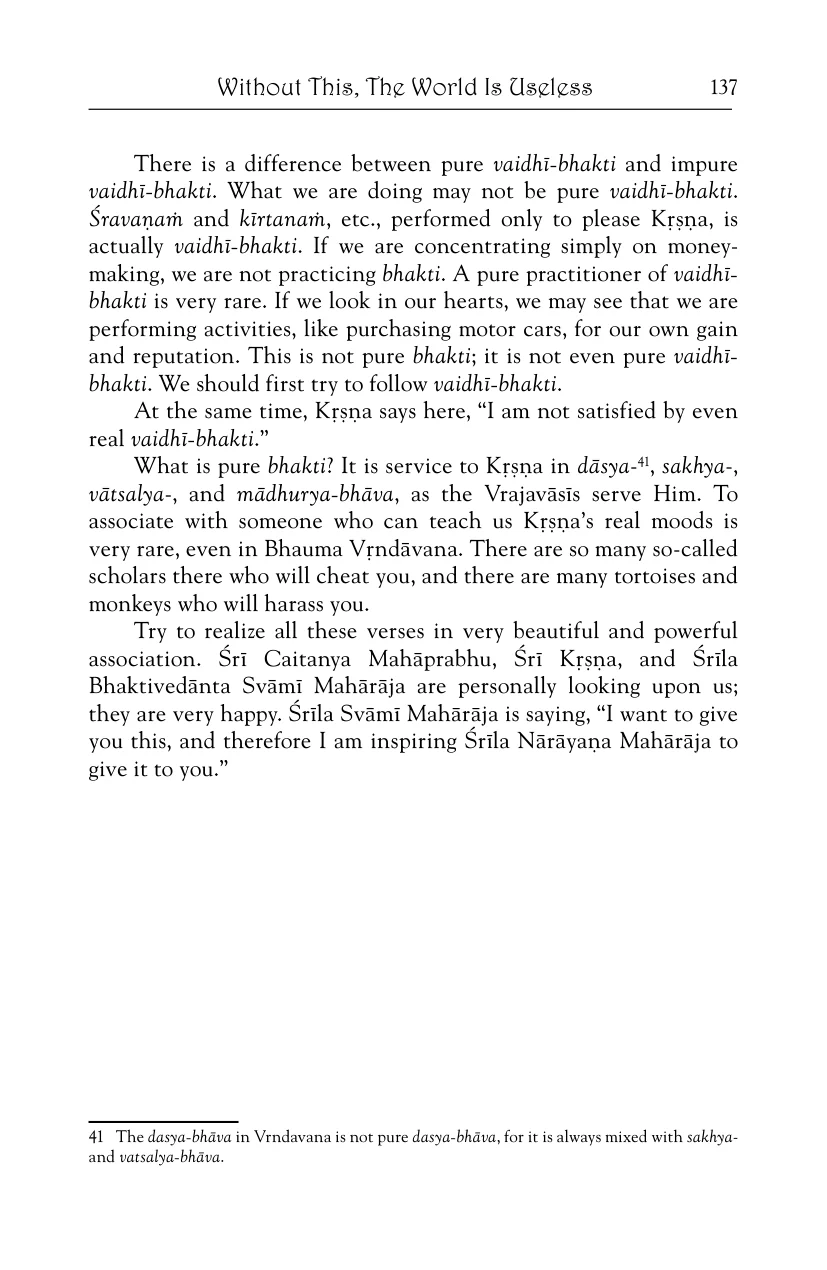 Without This, The World Is Useless 137
There is a difference between pure vaidhī-bhakti and impure
vaidhī-bhakti. What we are doing may not be pure vaidhī-bhakti.
Śravaṇaṁ and kīrtanaṁ, etc., performed only to please Kṛṣṇa, is
actually vaidhī-bhakti. If we are concentrating simply on money-
making, we are not practicing bhakti. A pure practitioner of vaidhī-
bhakti is very rare. If we look in our hearts, we may see that we are
performing activities, like purchasing motor cars, for our own gain
and reputation. This is not pure bhakti; it is not even pure vaidhī-
bhakti. We should first try to follow vaidhī-bhakti.
At the same time, Kṛṣṇa says here, “I am not satisfied by even
real vaidhī-bhakti.”
What is pure bhakti? It is service to Kṛṣṇa in dāsya-⁴¹, sakhya-,
vātsalya-, and mādhurya-bhāva, as the Vrajavāsīs serve Him. To
associate with someone who can teach us Kṛṣṇa’s real moods is
very rare, even in Bhauma Vṛndāvana. There are so many so-called
scholars there who will cheat you, and there are many tortoises and
monkeys who will harass you.
Try to realize all these verses in very beautiful and powerful
association. Śrī Caitanya Mahāprabhu, Śrī Kṛṣṇa, and Śrīla
Bhaktivedānta Svāmī Mahārāja are personally looking upon us;
they are very happy. Śrīla Svāmī Mahārāja is saying, “I want to give
you this, and therefore I am inspiring Śrīla Nārāyaṇa Mahārāja to
give it to you.”
41 The dasya-bhāva in Vrndavana is not pure dasya-bhāva, for it is always mixed with sakhya-
and vatsalya-bhāva.